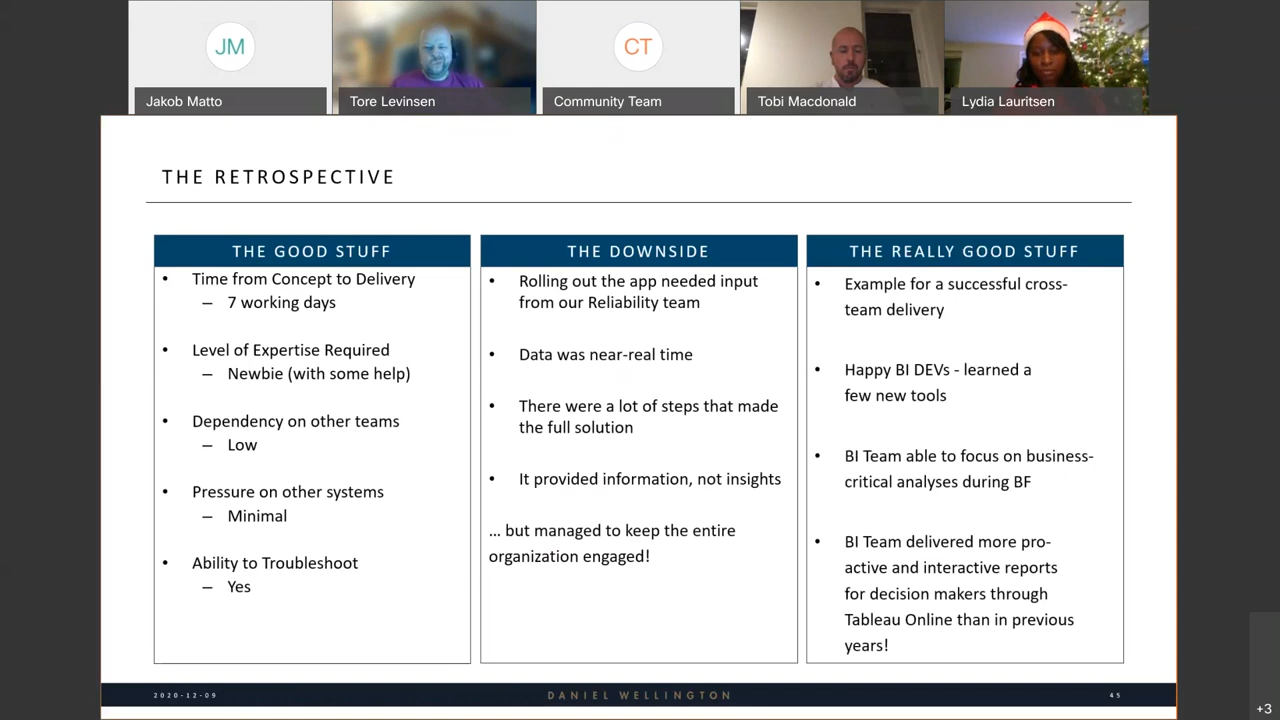 JM
Jakob Matto
Tore Levinsen
CT
Community Team
Tobi Macdonald
Lydia Lauritsen
THE RETROSPECTIVE
THE GOOD STUFF
• Time from Concept to Delivery
– 7 working days
• Level of Expertise Required
– Newbie (with some help)
• Dependency on other teams
– Low
• Pressure on other systems
– Minimal
• Ability to Troubleshoot
– Yes
THE DOWNSIDE
• Rolling out the app needed input
from our Reliability team
• Data was near-real time
• There were a lot of steps that made
the full solution
• It provided information, not insights
... but managed to keep the entire
organization engaged!
THE REALLY GOOD STUFF
• Example for a successful cross-
team delivery
• Happy BI DEVs - learned a
few new tools
• BI Team able to focus on business-
critical analyses during BF
• BI Team delivered more pro-
active and interactive reports
for decision makers through
Tableau Online than in previous
years!
2020-12-09
DANIEL WELLINGTON
45
+3